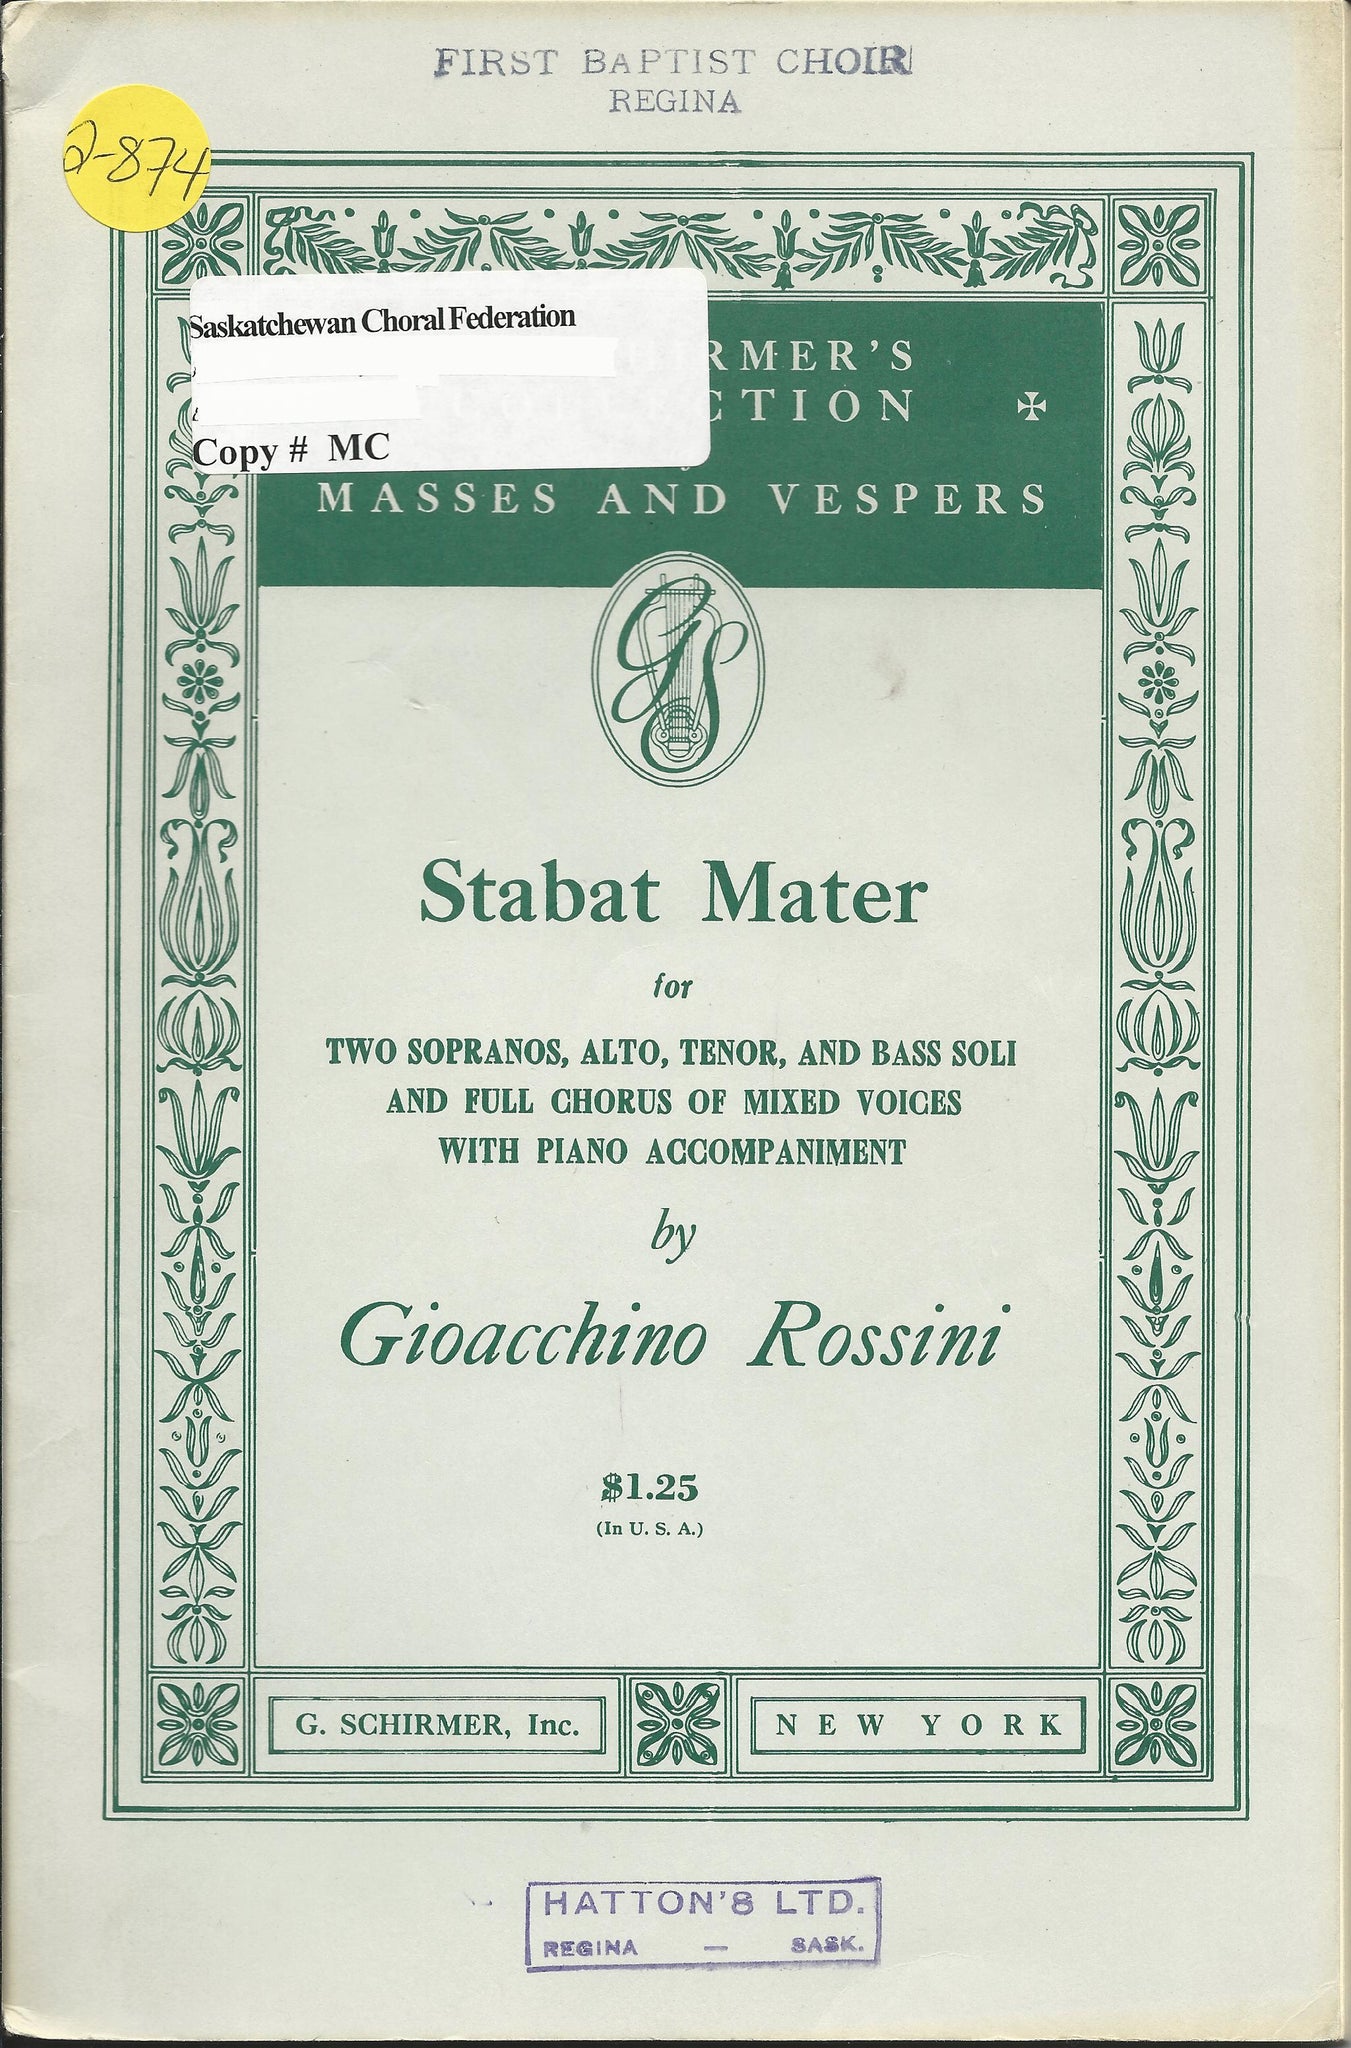 FIRST BAPTIST CHOIR
REGINA
2-874
Saskatchewan Choral Federation
Copy # MC
RMER'S
CTION
MASSES AND VESPERS
GS
Stabat Mater
for
TWO SOPRANOS, ALTO, TENOR, AND BASS SOLI
AND FULL CHORUS OF MIXED VOICES
WITH PIANO ACCOMPANIMENT
by
Gioacchino Rossini
$1.25
(In U. S. A.)
G. SCHIRMER, Inc.
NEW YORK
HATTON'S LTD.
REGINA — SASK.